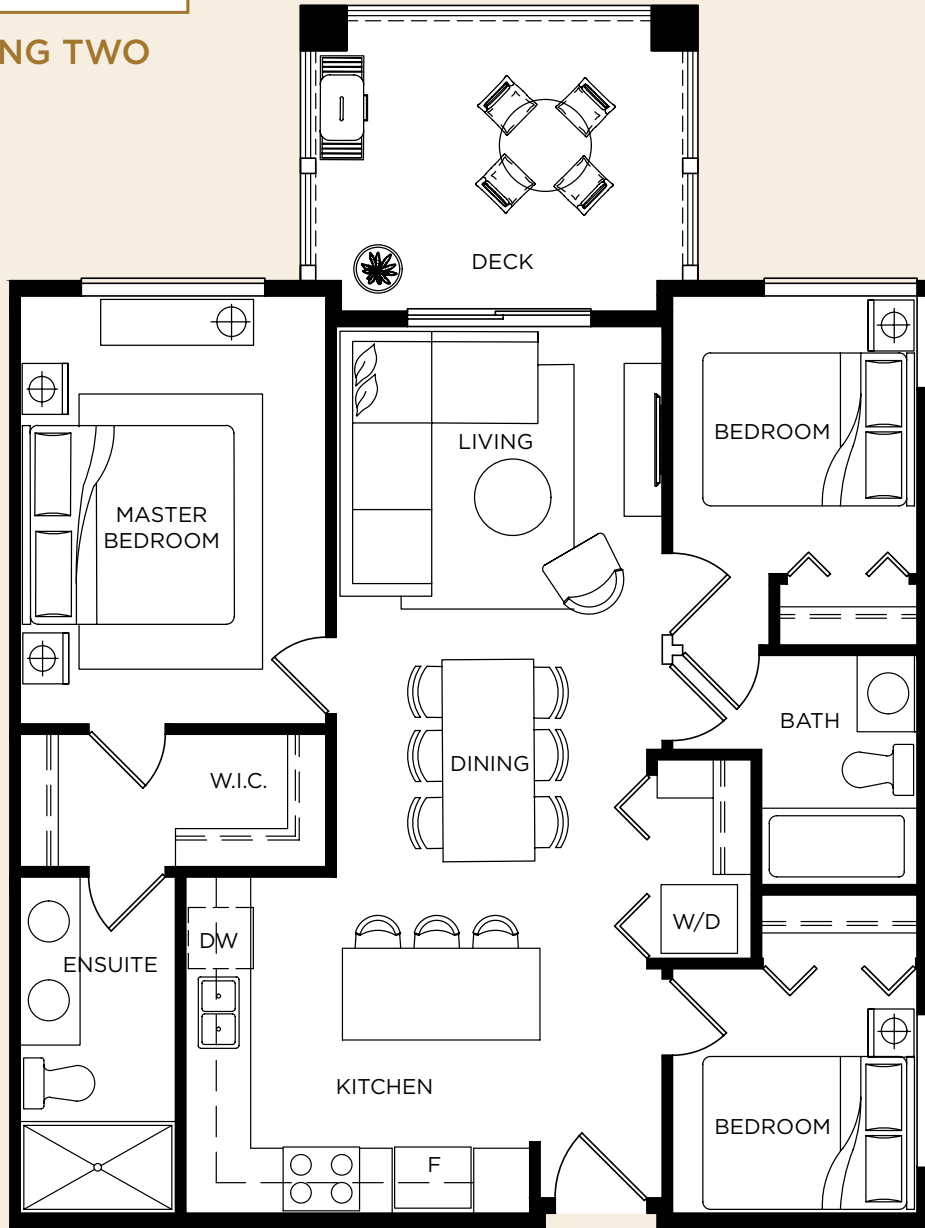 NG TWO
DECK
LIVING
BEDROOM
MASTER
BEDROOM
BATH
DINING
W.I.C.
W/D
DW
ENSUITE
KITCHEN
BEDROOM
F